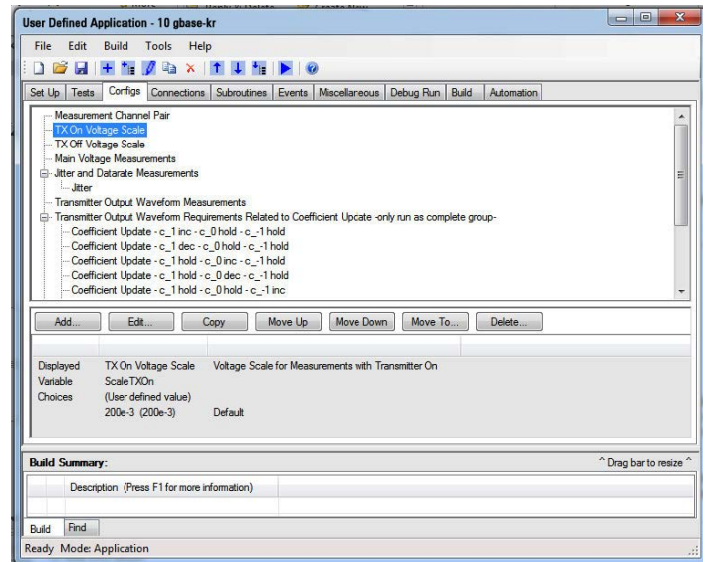 User Defined Application - 10 gbase-kr
File Edit Build Tools Help
Set Up Tests Configs Connections Subroutines Events Miscellareous Debug Run Build Automation
Measurement Channel Pair
TX On Voltage Scale
TX Off Voltage Scale
Main Voltage Measurements
Jitter and Datarate Measurements
Jitter
Transmitter Output Waveform Measurements
Transmitter Output Waveform Requirements Related to Coefficient Upcate -only run as complete group-
Coefficient Update - c_1 inc - c_0 hold - c_-1 hold
Coefficient Update - c_1 dec - c_0 hold - c_-1 hold
Coefficient Update - c_1 hold - c_0 inc - c_-1 hold
Coefficient Update - c_1 hold - c_0 dec - c_-1 hold
Coefficient Update - c_1 hold - c_0 hold - c_-1 inc
Add... Edit... Copy Move Up Move Down Move To... Delete...
Displayed TX On Voltage Scale Voltage Scale for Measurements with Transmitter On
Variable ScaleTXOn
Choices (User defined value)
200e-3 (200e-3) Default
Build Summary: ^ Drag bar to resize ^
Description (Press F1 for more information)
Build Find
Ready Mode: Application